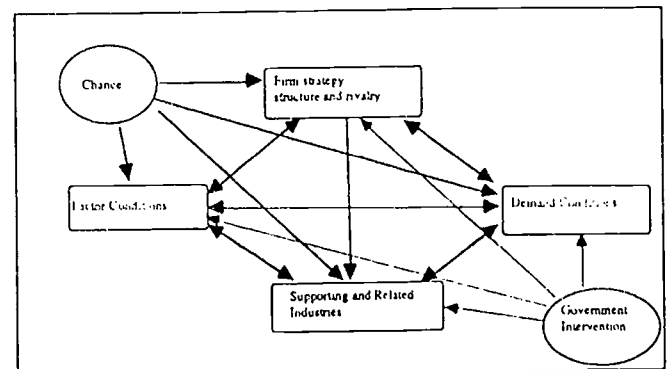 Chance
Firm strategy
structure and rivalry
Factor Conditions
Demand Conditions
Supporting and Related
Industries
Government
Intervention